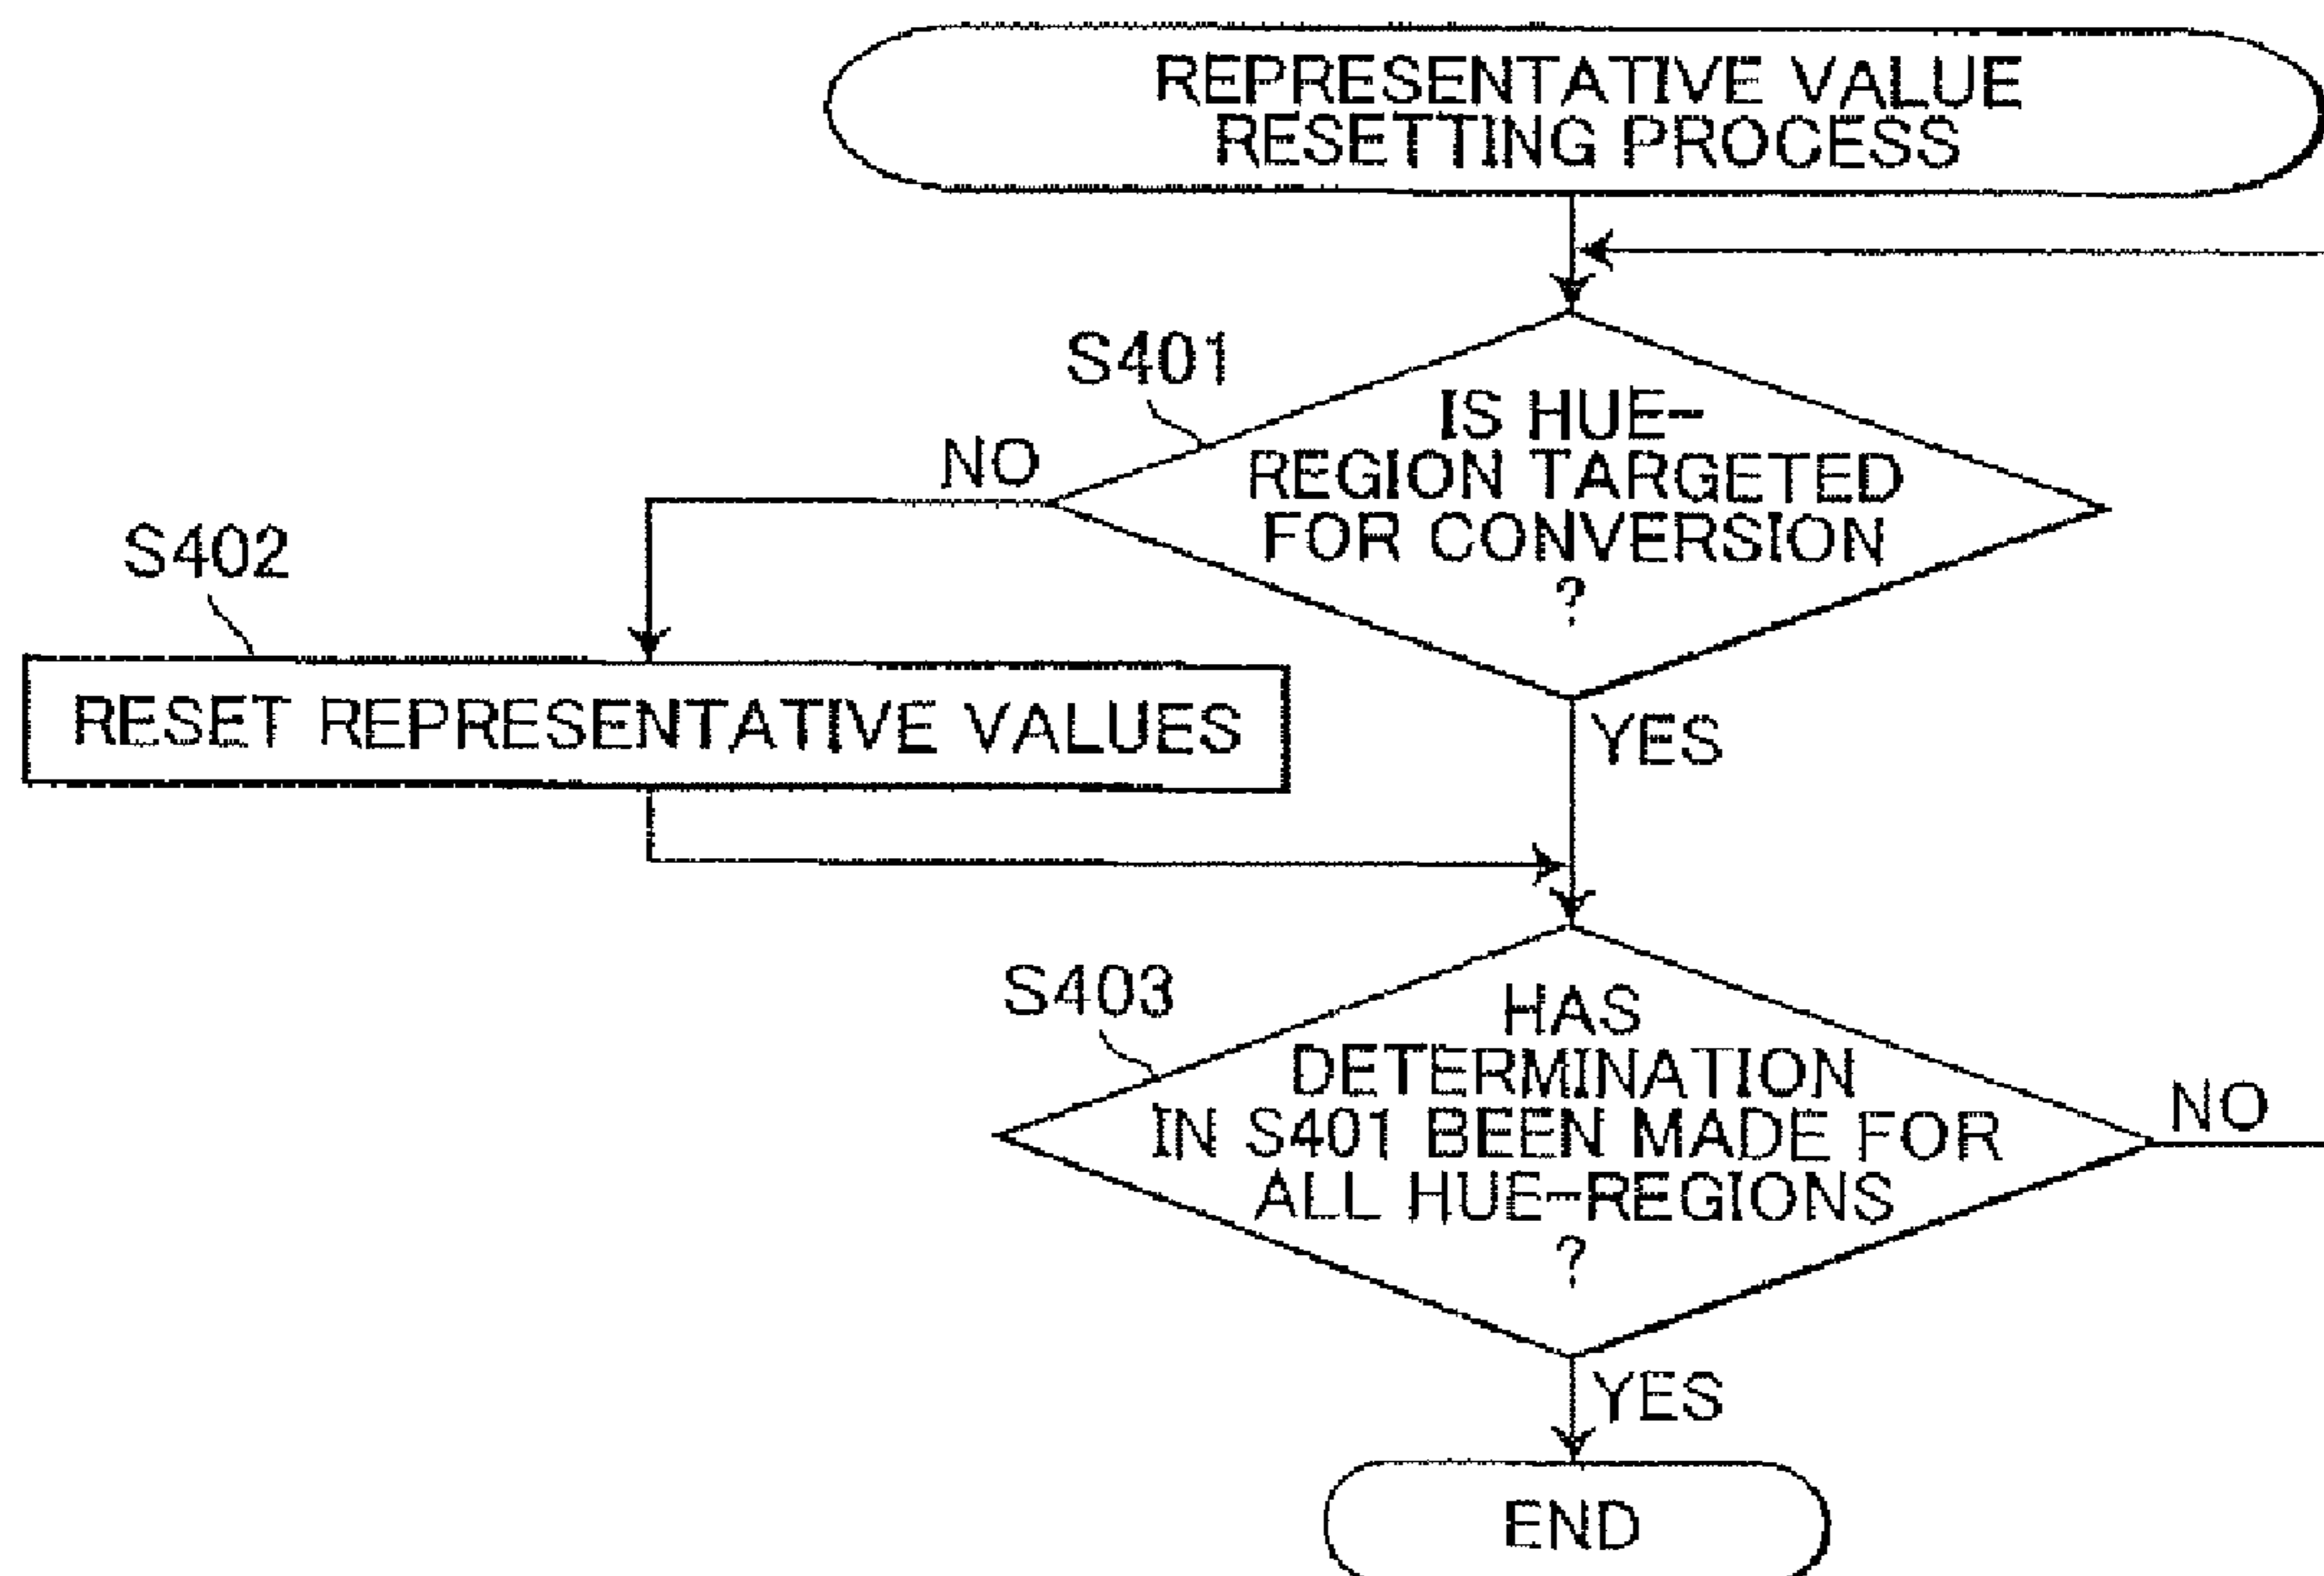 REPRESENTATIVE VALUE
RESETTING PROCESS
S401
IS HUE-
REGION TARGETED
FOR CONVERSION
?
NO
S402
RESET REPRESENTATIVE VALUES
YES
S403
HAS
DETERMINATION
IN S401 BEEN MADE FOR
ALL HUE-REGIONS
?
NO
YES
END